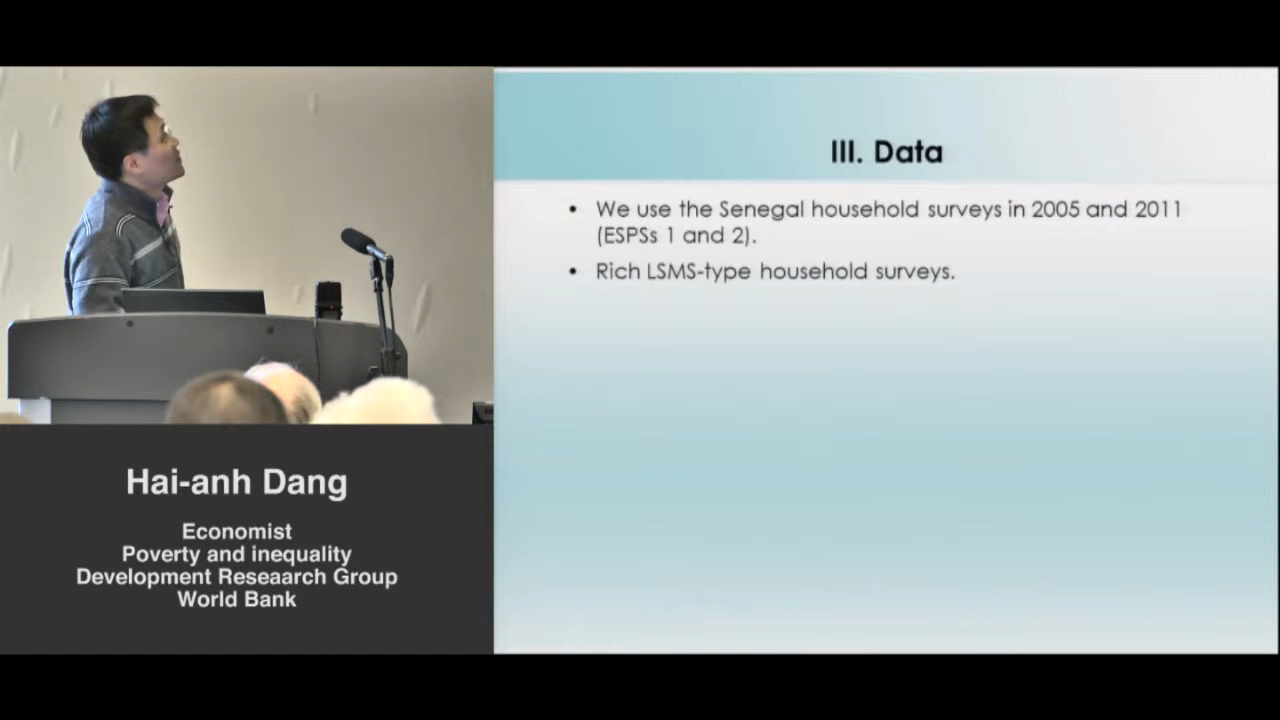 III. Data
• We use the Senegal household surveys in 2005 and 2011
(ESPSs 1 and 2).
• Rich LSMS-type household surveys.
Hai-anh Dang
Economist
Poverty and inequality
Development Reseaarch Group
World Bank